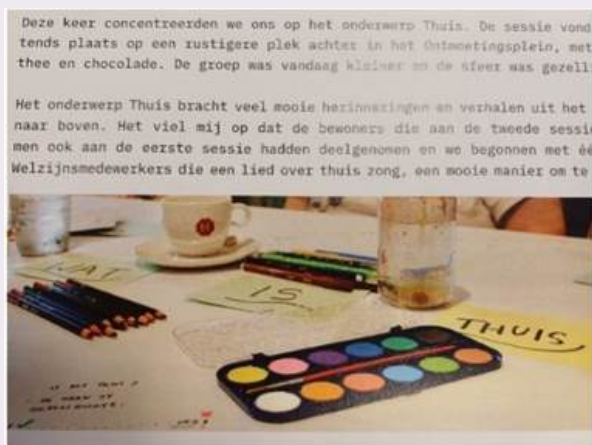 Deze keer concentreerden we ons op het onderwerp Thuis. De sessie vond
tends plaats op een rustigere plek achter in het Ontmoetingsplein, met
thee en chocolade. De groep was vandaag kleiner en de sfeer was gezell
Het onderwerp Thuis bracht veel mooie herinneringen en verhalen uit het
naar boven. Het viel mij op dat de bewoners die aan de tweede sessi
men ook aan de eerste sessie hadden deelgenomen en we begonnen met éé
Welzijnsmedewerkers die een lied over thuis zong, een mooie manier om te
WAT
IS
THUIS